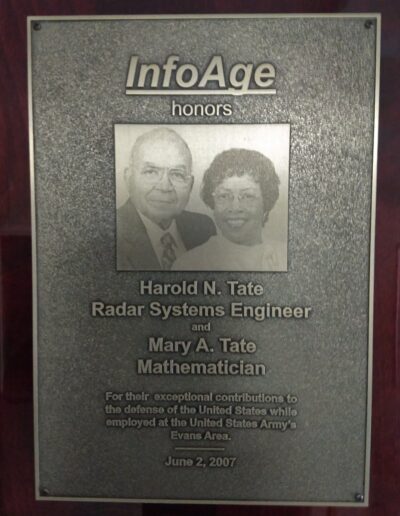 InfoAge
honors
Harold N. Tate
Radar Systems Engineer
and
Mary A. Tate
Mathematician
For their exceptional contributions to
the defense of the United States while
employed at the United States Army's
Evans Area.
June 2, 2007